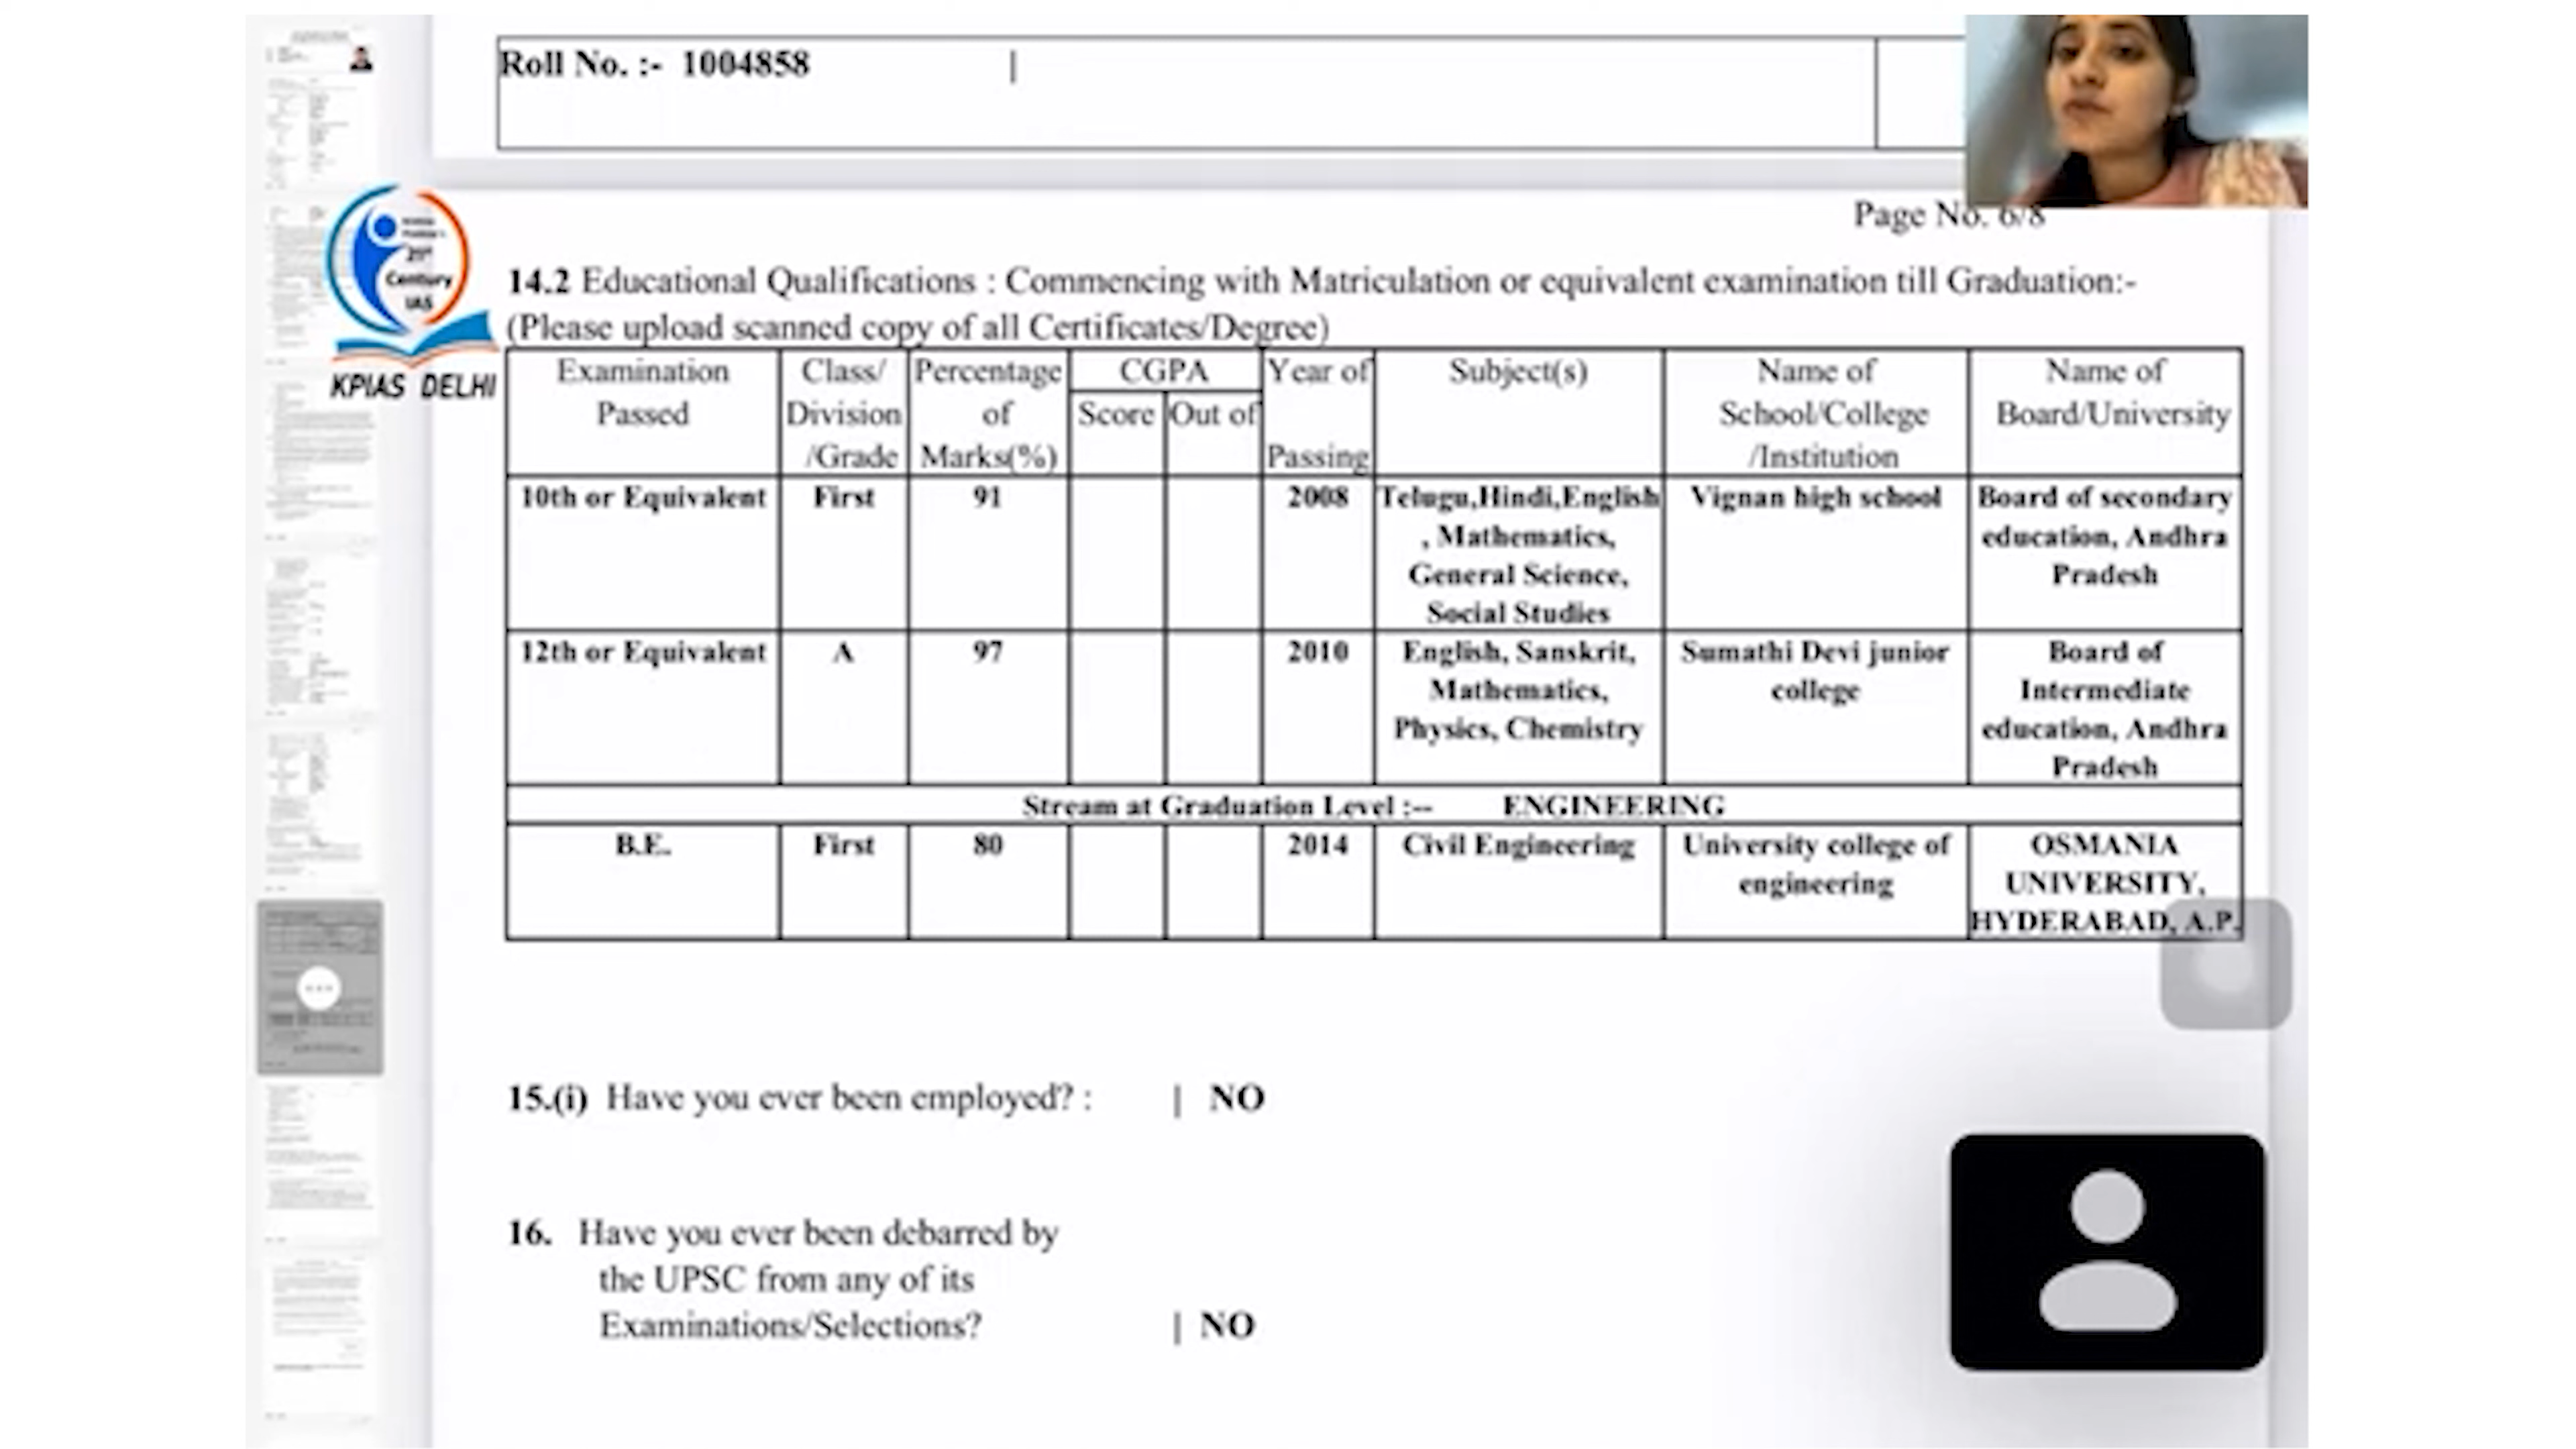 Roll No. :- 1004858 |
Page No. 6/8
21st
Century
IAS
KPIAS DELHI
14.2 Educational Qualifications : Commencing with Matriculation or equivalent examination till Graduation:-
(Please upload scanned copy of all Certificates/Degree)
Examination Passed Class/ Division /Grade Percentage of Marks(%) CGPA Score Out of Year of Passing Subject(s) Name of School/College /Institution Name of Board/University
10th or Equivalent First 91 2008 Telugu,Hindi,English , Mathematics, General Science, Social Studies Vignan high school Board of secondary education, Andhra Pradesh
12th or Equivalent A 97 2010 English, Sanskrit, Mathematics, Physics, Chemistry Sumathi Devi junior college Board of Intermediate education, Andhra Pradesh
Stream at Graduation Level :-- ENGINEERING
B.E. First 80 2014 Civil Engineering University college of engineering OSMANIA UNIVERSITY, HYDERABAD, A.P.
15.(i) Have you ever been employed? : | NO
16. Have you ever been debarred by
the UPSC from any of its
Examinations/Selections? | NO